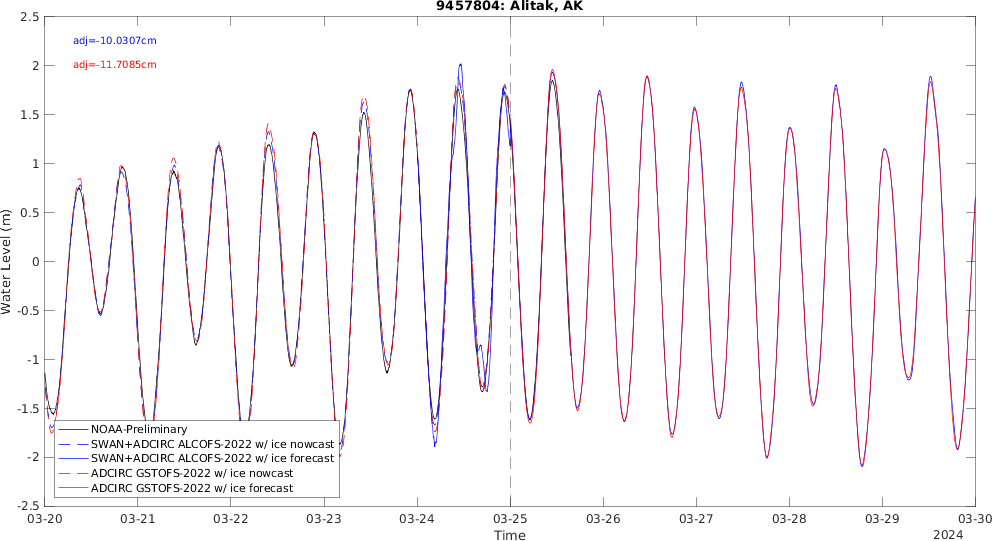 9457804: Alitak, AK
adj=-10.0307cm
adj=-11.7085cm
2.5
2
1.5
1
0.5
0
-0.5
-1
-1.5
-2
-2.5
Water Level (m)
NOAA-Preliminary
SWAN+ADCIRC ALCOFS-2022 w/ ice nowcast
SWAN+ADCIRC ALCOFS-2022 w/ ice forecast
ADCIRC GSTOFS-2022 w/ ice nowcast
ADCIRC GSTOFS-2022 w/ ice forecast
03-20 03-21 03-22 03-23 03-24 03-25 03-26 03-27 03-28 03-29 03-30
Time
2024